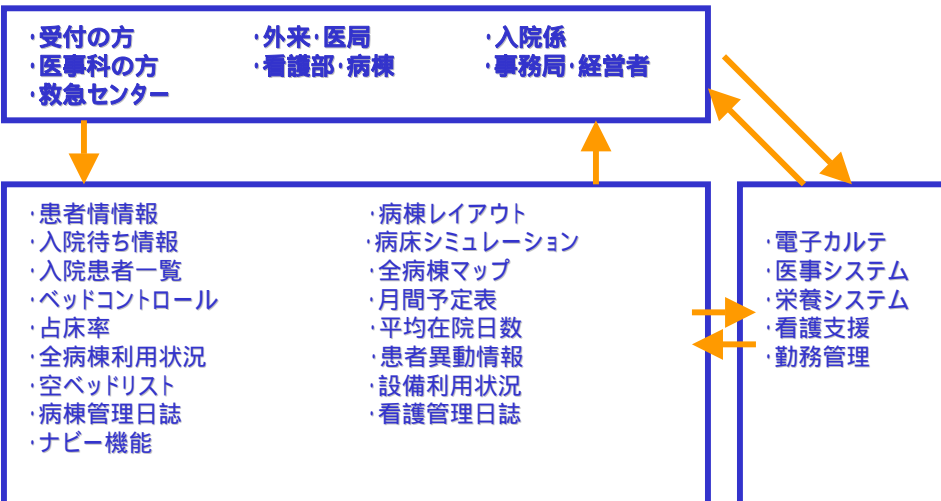 ・受付の方
・医事科の方
・救急センター
・外来・医局
・看護部・病棟
・入院係
・事務局・経営者
・患者情情報
・入院待ち情報
・入院患者一覧
・ベッドコントロール
・占床率
・全病棟利用状況
・空ベッドリスト
・病棟管理日誌
・ナビー機能
・病棟レイアウト
・病床シミュレーション
・全病棟マップ
・月間予定表
・平均在院日数
・患者異動情報
・設備利用状況
・看護管理日誌
・電子カルテ
・医事システム
・栄養システム
・看護支援
・勤務管理